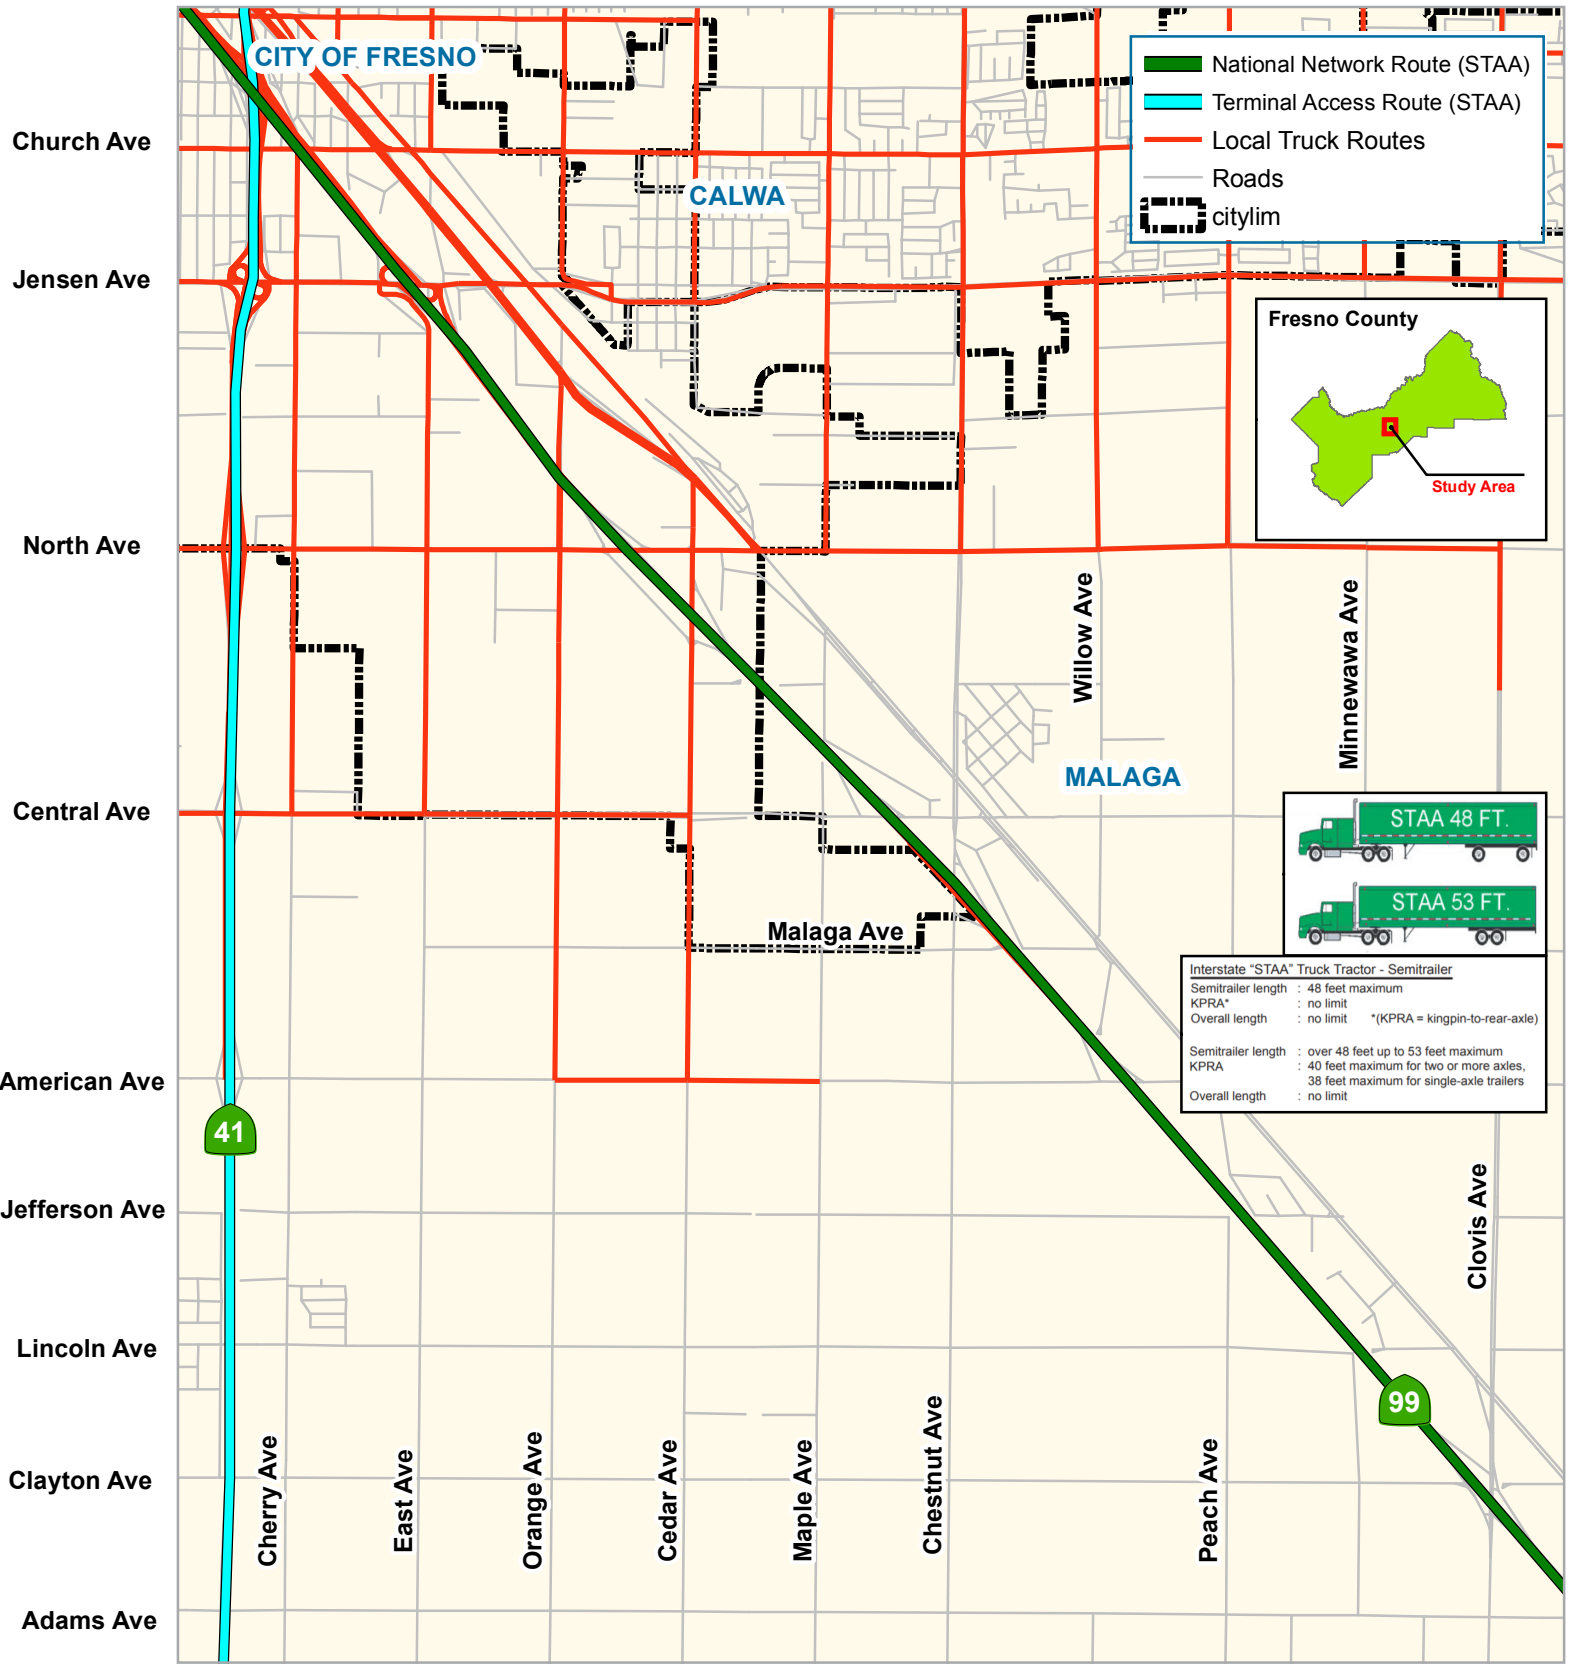 CITY OF FRESNO
National Network Route (STAA)
Terminal Access Route (STAA)
Local Truck Routes
Roads
citylim
Church Ave
CALWA
Jensen Ave
Fresno County
Study Area
North Ave
Willow Ave
Minnewawa Ave
MALAGA
Central Ave
STAA 48 FT.
STAA 53 FT.
Malaga Ave
Interstate “STAA” Truck Tractor - Semitrailer
Semitrailer length : 48 feet maximum
KPRA* : no limit
Overall length : no limit *(KPRA = kingpin-to-rear-axle)
Semitrailer length : over 48 feet up to 53 feet maximum
KPRA : 40 feet maximum for two or more axles,
38 feet maximum for single-axle trailers
Overall length : no limit
American Ave
41
Jefferson Ave
Clovis Ave
Lincoln Ave
99
Clayton Ave
Cherry Ave
East Ave
Orange Ave
Cedar Ave
Maple Ave
Chestnut Ave
Peach Ave
Adams Ave